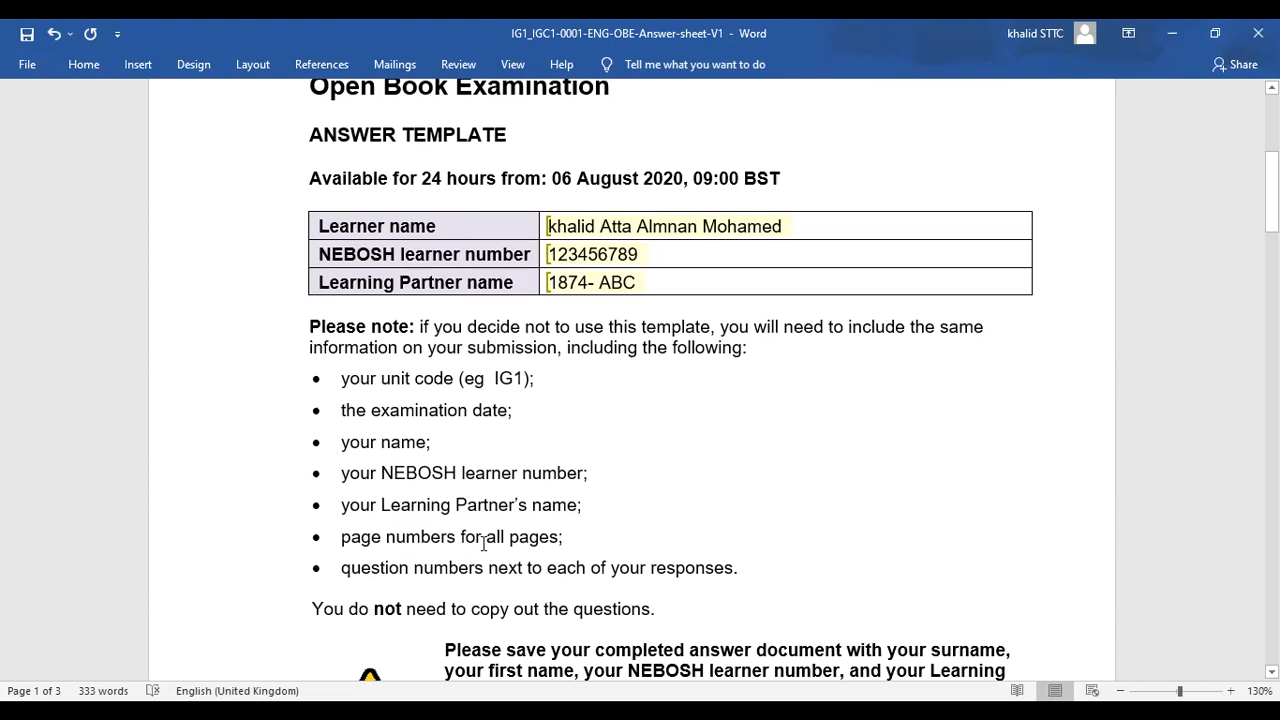 IG1_IGC1-0001-ENG-OBE-Answer-sheet-V1 - Word
khalid STTC
File Home Insert Design Layout References Mailings Review View Help Tell me what you want to do Share
Open Book Examination
ANSWER TEMPLATE
Available for 24 hours from: 06 August 2020, 09:00 BST
Learner name khalid Atta Almnan Mohamed
NEBOSH learner number 123456789
Learning Partner name 1874- ABC
Please note: if you decide not to use this template, you will need to include the same
information on your submission, including the following:
• your unit code (eg IG1);
• the examination date;
• your name;
• your NEBOSH learner number;
• your Learning Partner’s name;
• page numbers for all pages;
• question numbers next to each of your responses.
You do not need to copy out the questions.
Please save your completed answer document with your surname,
your first name, your NEBOSH learner number, and your Learning
Page 1 of 3 333 words English (United Kingdom) 130%